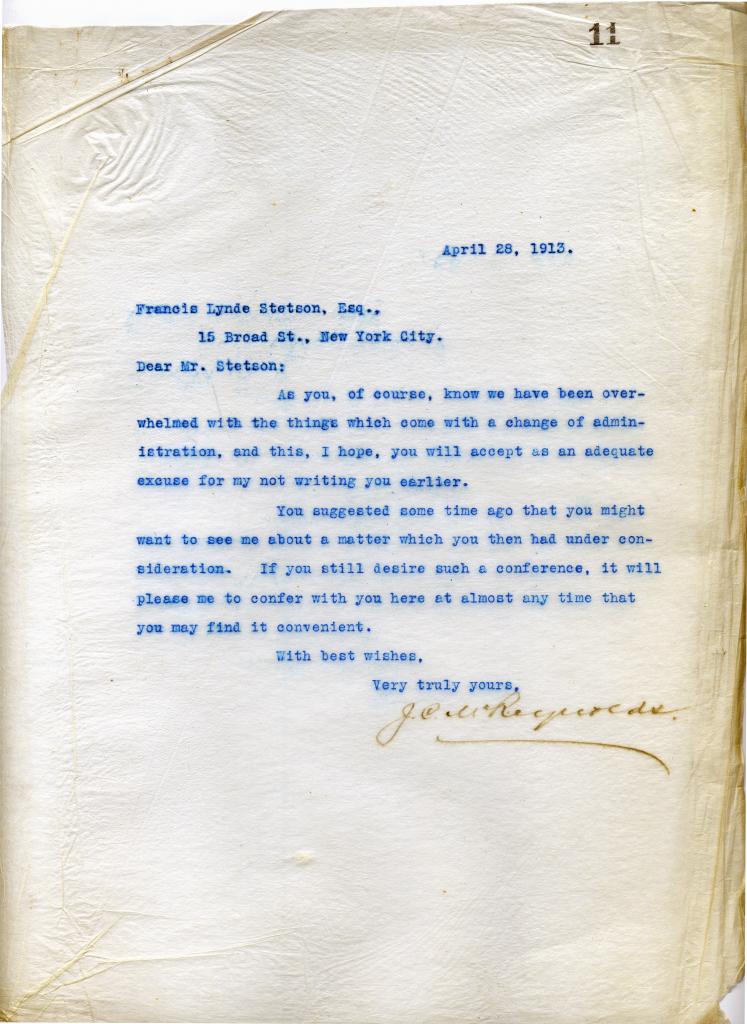 11
April 28, 1913.
Francis Lynde Stetson, Esq.,
15 Broad St., New York City.
Dear Mr. Stetson:
As you, of course, know we have been over-
whelmed with the things which come with a change of admin-
istration, and this, I hope, you will accept as an adequate
excuse for my not writing you earlier.
You suggested some time ago that you might
want to see me about a matter which you then had under con-
sideration. If you still desire such a conference, it will
please me to confer with you here at almost any time that
you may find it convenient.
With best wishes,
Very truly yours,
J.C. McReynolds.